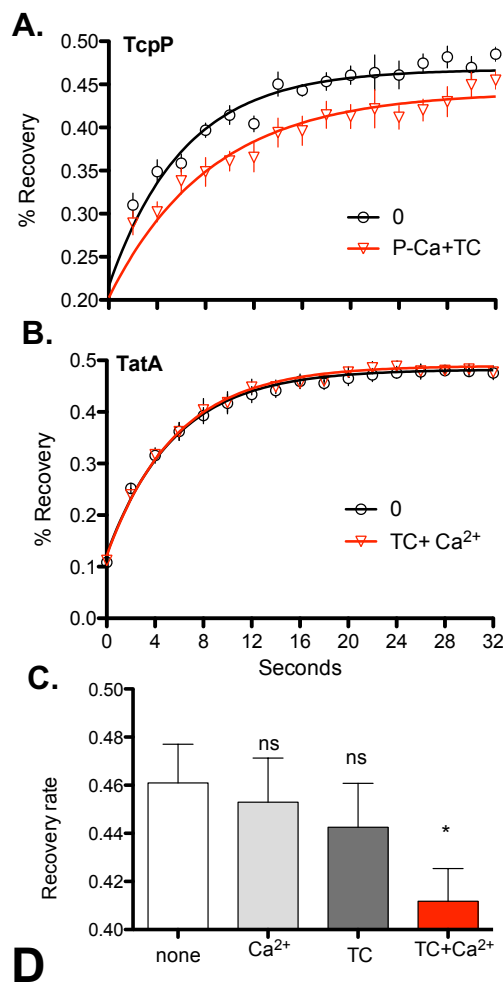 A.
TcpP
0.50
0.45
0.40
0.35
0.30
0.25
0.20
% Recovery
0
P-Ca+TC
B.
TatA
0.5
0.4
0.3
0.2
0.1
0.0
% Recovery
0
TC+ Ca²⁺
0 4 8 12 16 20 24 28 32
Seconds
C.
0.50
0.48
0.46
0.44
0.42
0.40
Recovery rate
ns
ns
*
none Ca²⁺ TC TC+Ca²⁺
D